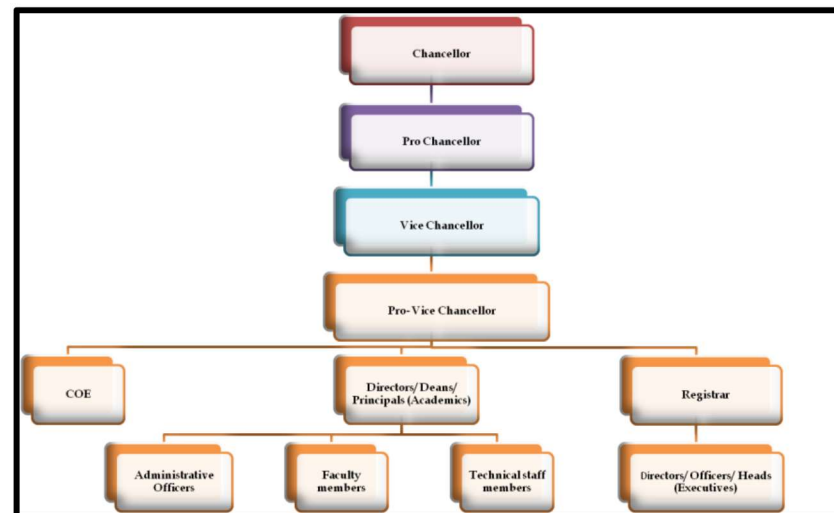 Chancellor
Pro Chancellor
Vice Chancellor
Pro- Vice Chancellor
COE
Directors/ Deans/
Principals (Academics)
Registrar
Administrative
Officers
Faculty
members
Technical staff
members
Directors/ Officers/ Heads
(Executives)